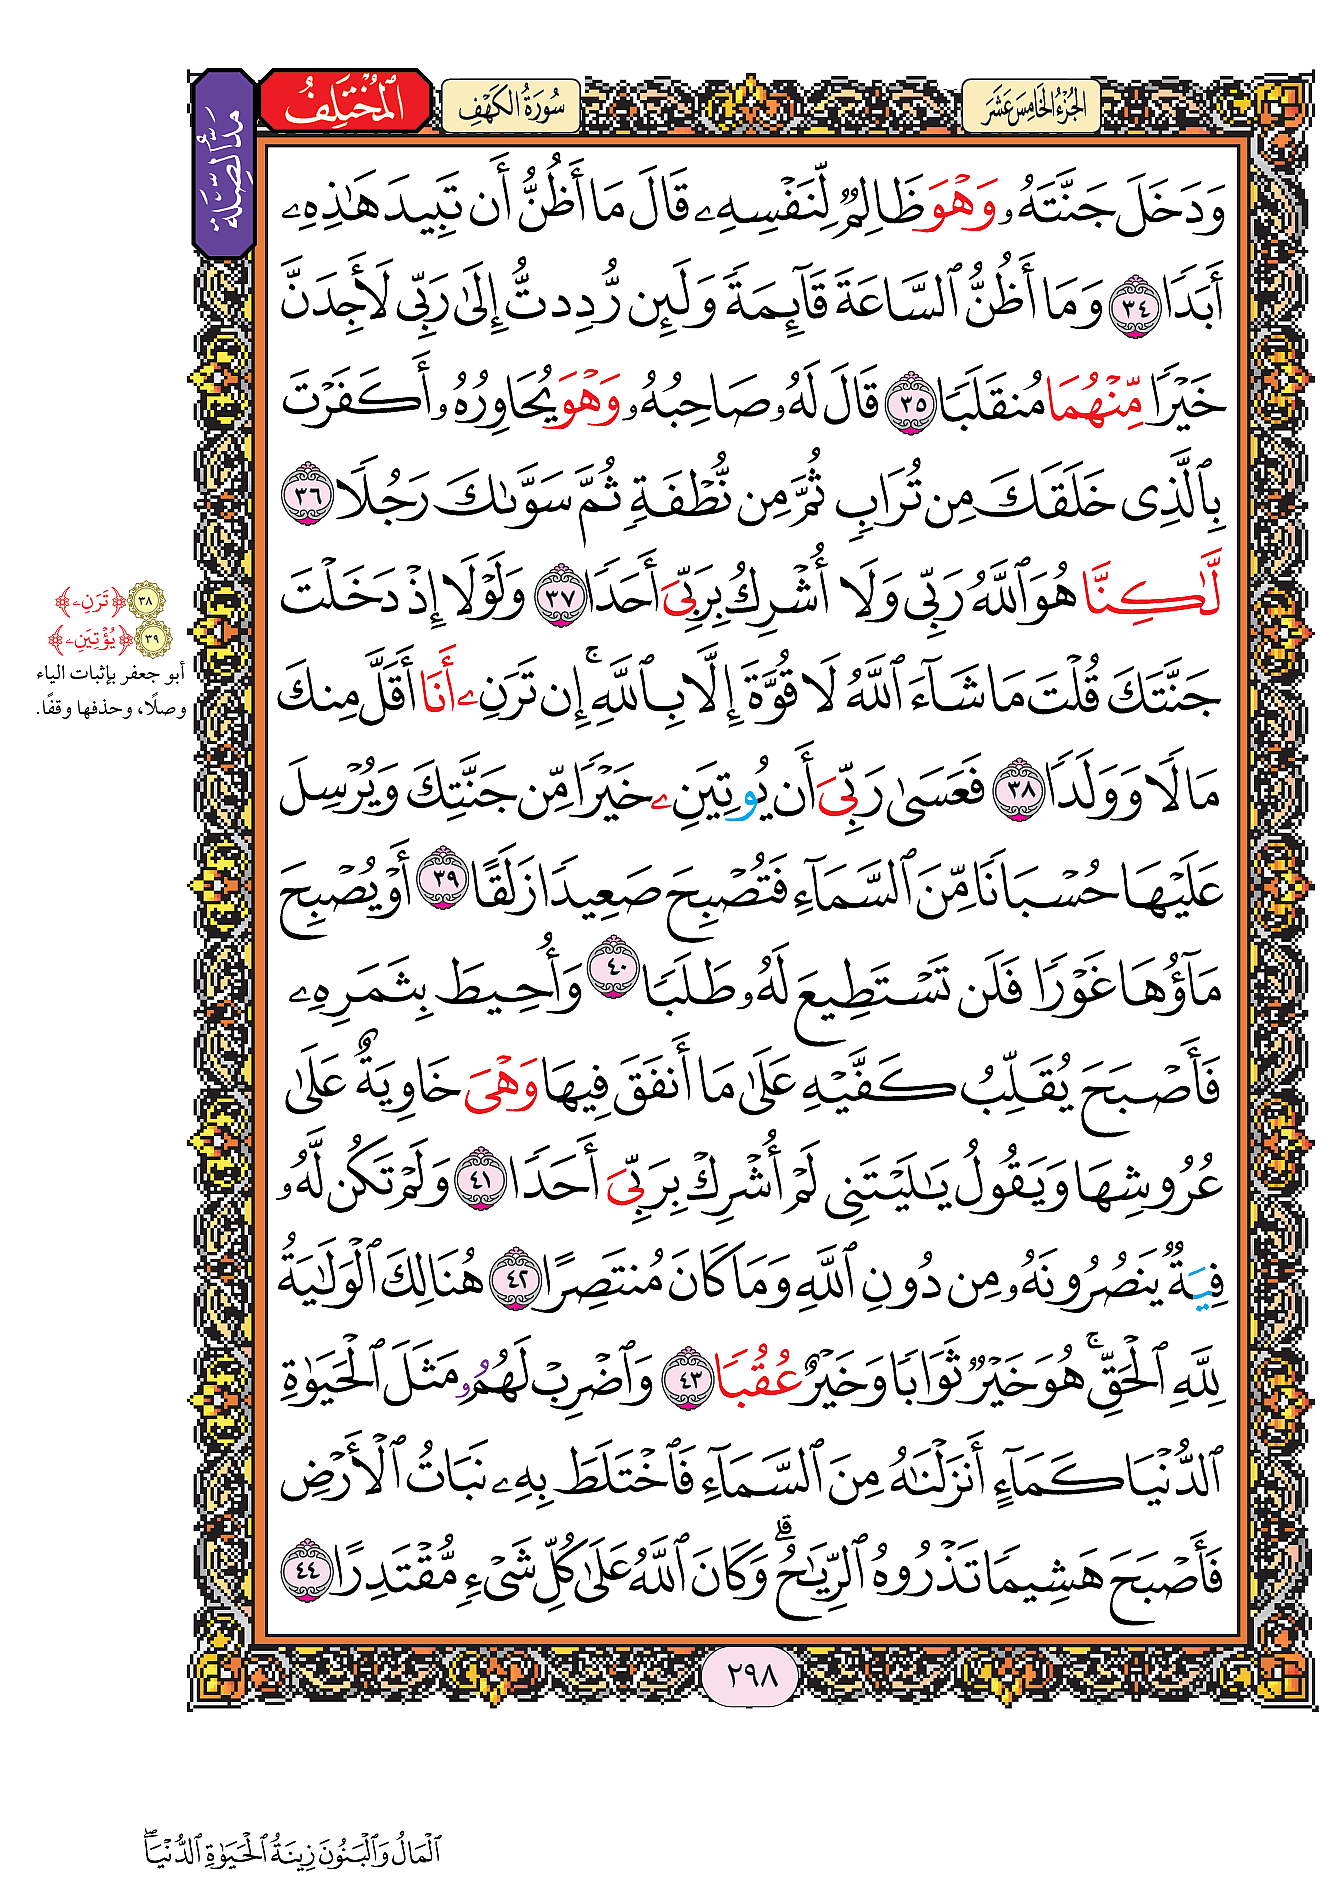 الجُزْءُ الخَامِسَ عَشَرَ
سُورَةُ الكَهْفِ
المُخْتَلِفُ
مَدُّ الصِّلَة
وَدَخَلَ جَنَّتَهُۥ وَهْوَ ظَالِمٌ لِّنَفْسِهِۦ قَالَ مَا أَظُنُّ أَن تَبِيدَ هَٰذِهِۦ
أَبَدًا ٣٤ وَمَا أَظُنُّ ٱلسَّاعَةَ قَآئِمَةً وَلَئِن رُّدِدتُّ إِلَىٰ رَبِّى لَأَجِدَنَّ
خَيْرًا مِّنْهُمَا مُنقَلَبًا ٣٥ قَالَ لَهُۥ صَاحِبُهُۥ وَهْوَ يُحَاوِرُهُۥ أَكَفَرْتَ
بِٱلَّذِى خَلَقَكَ مِن تُرَابٍ ثُمَّ مِن نُّطْفَةٍ ثُمَّ سَوَّىٰكَ رَجُلًا ٣٦
لَّٰكِنَّا هُوَ ٱللَّهُ رَبِّى وَلَا أُشْرِكُ بِرَبِّىَ أَحَدًا ٣٧ وَلَوْلَا إِذْ دَخَلْتَ
جَنَّتَكَ قُلْتَ مَا شَآءَ ٱللَّهُ لَا قُوَّةَ إِلَّا بِٱللَّهِۚ إِن تَرَنِۦ أَنَا أَقَلَّ مِنكَ
مَالًا وَوَلَدًا ٣٨ فَعَسَىٰ رَبِّىَ أَن يُوتِيَنِۦ خَيْرًا مِّن جَنَّتِكَ وَيُرْسِلَ
عَلَيْهَا حُسْبَانًا مِّنَ ٱلسَّمَآءِ فَتُصْبِحَ صَعِيدًا زَلَقًا ٣٩ أَوْ يُصْبِحَ
مَآؤُهَا غَوْرًا فَلَن تَسْتَطِيعَ لَهُۥ طَلَبًا ٤٠ وَأُحِيطَ بِثَمَرِهِۦ
فَأَصْبَحَ يُقَلِّبُ كَفَّيْهِ عَلَىٰ مَا أَنفَقَ فِيهَا وَهْىَ خَاوِيَةٌ عَلَىٰ
عُرُوشِهَا وَيَقُولُ يَٰلَيْتَنِى لَمْ أُشْرِكْ بِرَبِّىَ أَحَدًا ٤١ وَلَمْ تَكُن لَّهُۥ
فِيَةٌ يَنصُرُونَهُۥ مِن دُونِ ٱللَّهِ وَمَا كَانَ مُنتَصِرًا ٤٢ هُنَالِكَ ٱلْوَلَٰيَةُ
لِلَّهِ ٱلْحَقِّۚ هُوَ خَيْرٌ ثَوَابًا وَخَيْرٌ عُقُبًا ٤٣ وَٱضْرِبْ لَهُمُۥ مَثَلَ ٱلْحَيَوٰةِ
ٱلدُّنْيَا كَمَآءٍ أَنزَلْنَٰهُ مِنَ ٱلسَّمَآءِ فَٱخْتَلَطَ بِهِۦ نَبَاتُ ٱلْأَرْضِ
فَأَصْبَحَ هَشِيمًا تَذْرُوهُ ٱلرِّيَٰحُۗ وَكَانَ ٱللَّهُ عَلَىٰ كُلِّ شَىْءٍ مُّقْتَدِرًا ٤٤
٣٨ ﴿تَرَنِۦ﴾
٣٩ ﴿يُؤْتِيَنِۦ﴾
أبو جعفر بإثبات الياء
وصلًا، وحذفها وقفًا.
٢٩٨
ٱلْمَالُ وَٱلْبَنُونَ زِينَةُ ٱلْحَيَوٰةِ ٱلدُّنْيَاۖ